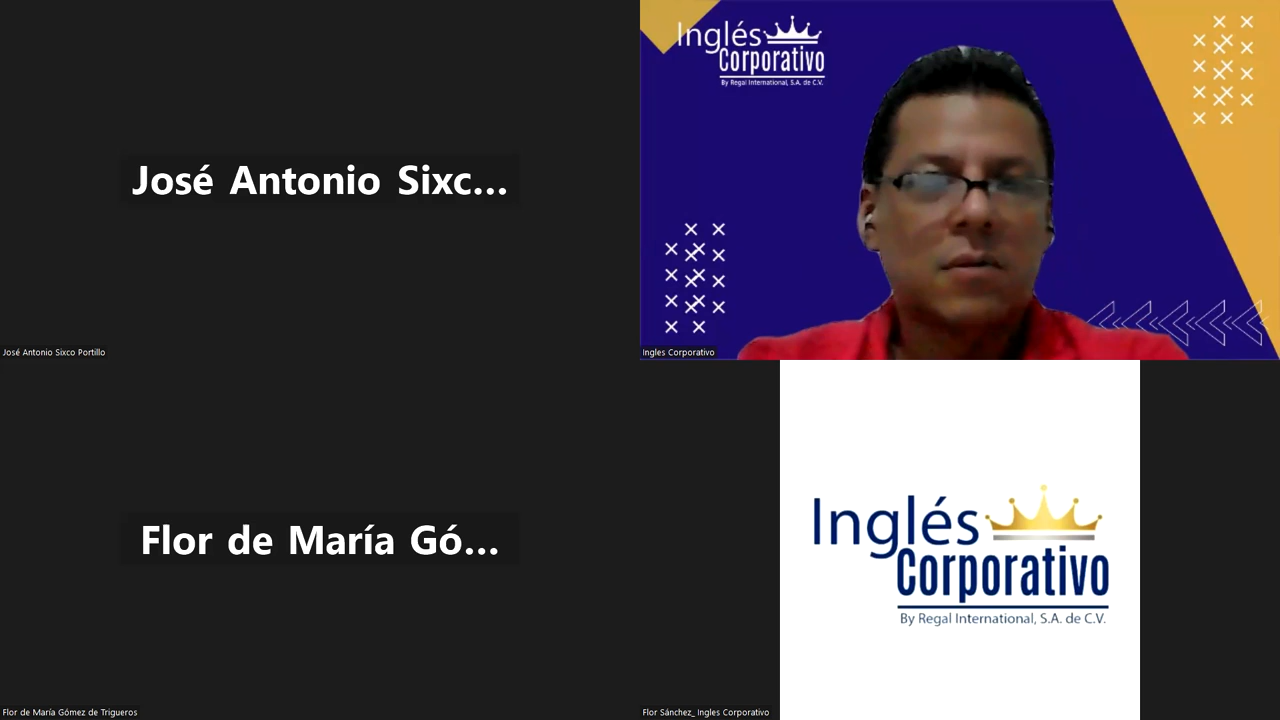 José Antonio Sixc...
José Antonio Sixco Portillo
Inglés
Corporativo
By Regal International, S.A. de C.V.
Ingles Corporativo
Flor de María Gó...
Flor de María Gómez de Trigueros
Inglés
Corporativo
By Regal International, S.A. de C.V.
Flor Sánchez_ Ingles Corporativo